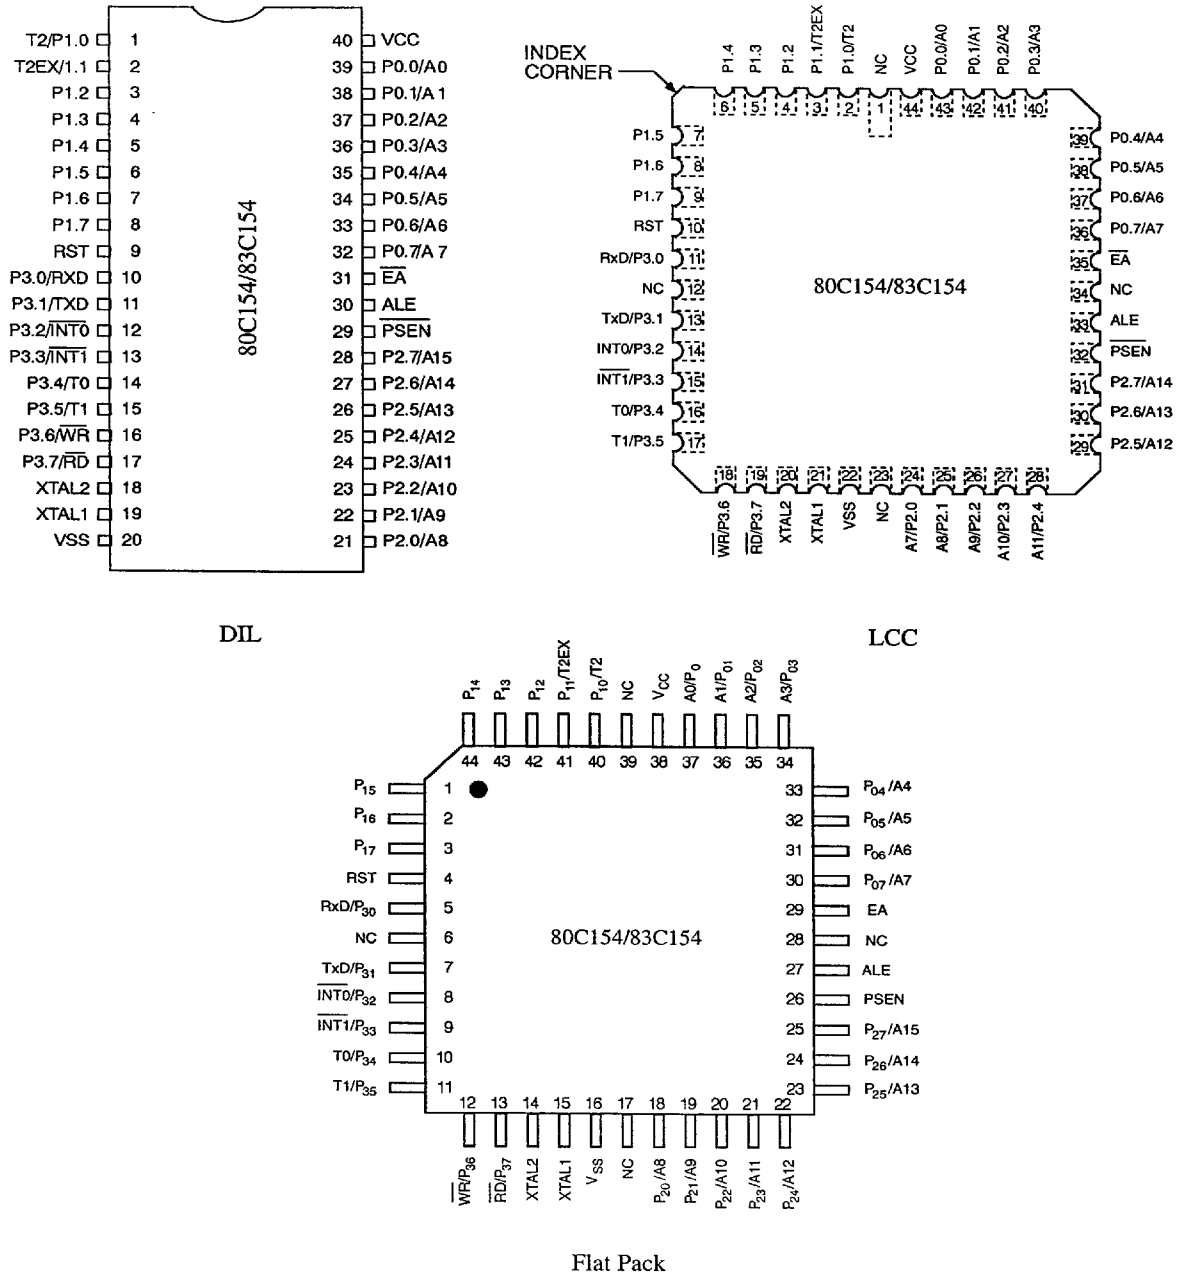 T2/P1.0 1 40 VCC
T2EX/1.1 2 39 P0.0/A0
P1.2 3 38 P0.1/A 1
P1.3 4 37 P0.2/A2
P1.4 5 36 P0.3/A3
P1.5 6 35 P0.4/A4
P1.6 7 34 P0.5/A5
P1.7 8 33 P0.6/A6
RST 9 32 P0.7/A 7
P3.0/RXD 10 31 E̅A̅
P3.1/TXD 11 30 ALE
P3.2/I̅N̅T̅0̅ 12 29 P̅S̅E̅N̅
P3.3/I̅N̅T̅1̅ 13 28 P2.7/A15
P3.4/T0 14 27 P2.6/A14
P3.5/T1 15 26 P2.5/A13
P3.6/W̅R̅ 16 25 P2.4/A12
P3.7/R̅D̅ 17 24 P2.3/A11
XTAL2 18 23 P2.2/A10
XTAL1 19 22 P2.1/A9
VSS 20 21 P2.0/A8
80C154/83C154
DIL
INDEX
CORNER
P1.4 P1.3 P1.2 P1.1/T2EX P1.0/T2 NC VCC P0.0/A0 P0.1/A1 P0.2/A2 P0.3/A3
6 5 4 3 2 1 44 43 42 41 40
P1.5 7 39 P0.4/A4
P1.6 8 38 P0.5/A5
P1.7 9 37 P0.6/A6
RST 10 36 P0.7/A7
RxD/P3.0 11 35 E̅A̅
NC 12 34 NC
TxD/P3.1 13 33 ALE
INT0/P3.2 14 32 P̅S̅E̅N̅
I̅N̅T̅1̅/P3.3 15 31 P2.7/A14
T0/P3.4 16 30 P2.6/A13
T1/P3.5 17 29 P2.5/A12
80C154/83C154
18 19 20 21 22 23 24 25 26 27 28
W̅R̅/P3.6 R̅D̅/P3.7 XTAL2 XTAL1 VSS NC A7/P2.0 A8/P2.1 A9/P2.2 A10/P2.3 A11/P2.4
LCC
P14 P13 P12 P11/T2EX P10/T2 NC VCC A0/P0 A1/P01 A2/P02 A3/P03
44 43 42 41 40 39 38 37 36 35 34
P15 1 33 P04/A4
P16 2 32 P05/A5
P17 3 31 P06/A6
RST 4 30 P07/A7
RxD/P30 5 29 EA
NC 6 28 NC
TxD/P31 7 27 ALE
I̅N̅T̅0̅/P32 8 26 PSEN
I̅N̅T̅1̅/P33 9 25 P27/A15
T0/P34 10 24 P26/A14
T1/P35 11 23 P25/A13
80C154/83C154
12 13 14 15 16 17 18 19 20 21 22
W̅R̅/P36 R̅D̅/P37 XTAL2 XTAL1 VSS NC P20/A8 P21/A9 P22/A10 P23/A11 P24/A12
Flat Pack